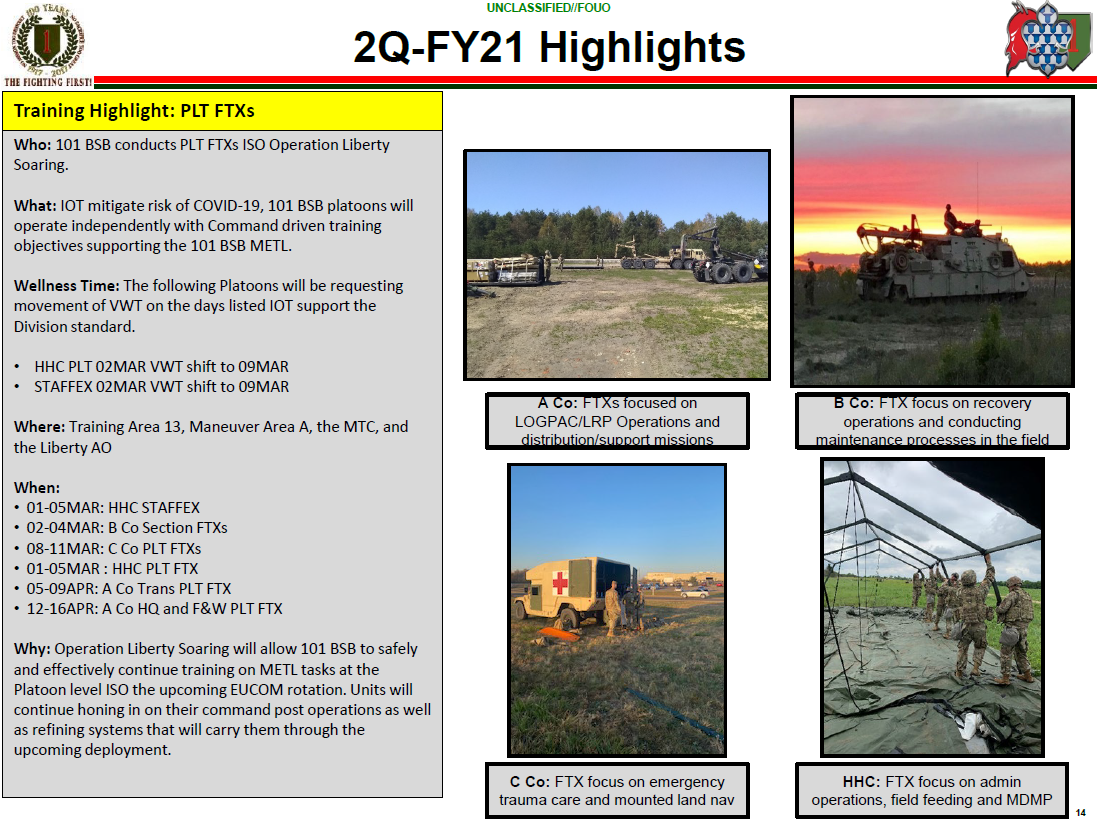 UNCLASSIFIED//FOUO
2Q-FY21 Highlights
100 YEARS OF
1
1917 - 2017
THE FIGHTING FIRST!
1
Training Highlight: PLT FTXs
Who: 101 BSB conducts PLT FTXs ISO Operation Liberty
Soaring.
What: IOT mitigate risk of COVID-19, 101 BSB platoons will
operate independently with Command driven training
objectives supporting the 101 BSB METL.
Wellness Time: The following Platoons will be requesting
movement of VWT on the days listed IOT support the
Division standard.
• HHC PLT 02MAR VWT shift to 09MAR
• STAFFEX 02MAR VWT shift to 09MAR
Where: Training Area 13, Maneuver Area A, the MTC, and
the Liberty AO
When:
• 01-05MAR: HHC STAFFEX
• 02-04MAR: B Co Section FTXs
• 08-11MAR: C Co PLT FTXs
• 01-05MAR : HHC PLT FTX
• 05-09APR: A Co Trans PLT FTX
• 12-16APR: A Co HQ and F&W PLT FTX
Why: Operation Liberty Soaring will allow 101 BSB to safely
and effectively continue training on METL tasks at the
Platoon level ISO the upcoming EUCOM rotation. Units will
continue honing in on their command post operations as well
as refining systems that will carry them through the
upcoming deployment.
A Co: FTXs focused on
LOGPAC/LRP Operations and
distribution/support missions
B Co: FTX focus on recovery
operations and conducting
maintenance processes in the field
C Co: FTX focus on emergency
trauma care and mounted land nav
HHC: FTX focus on admin
operations, field feeding and MDMP
14